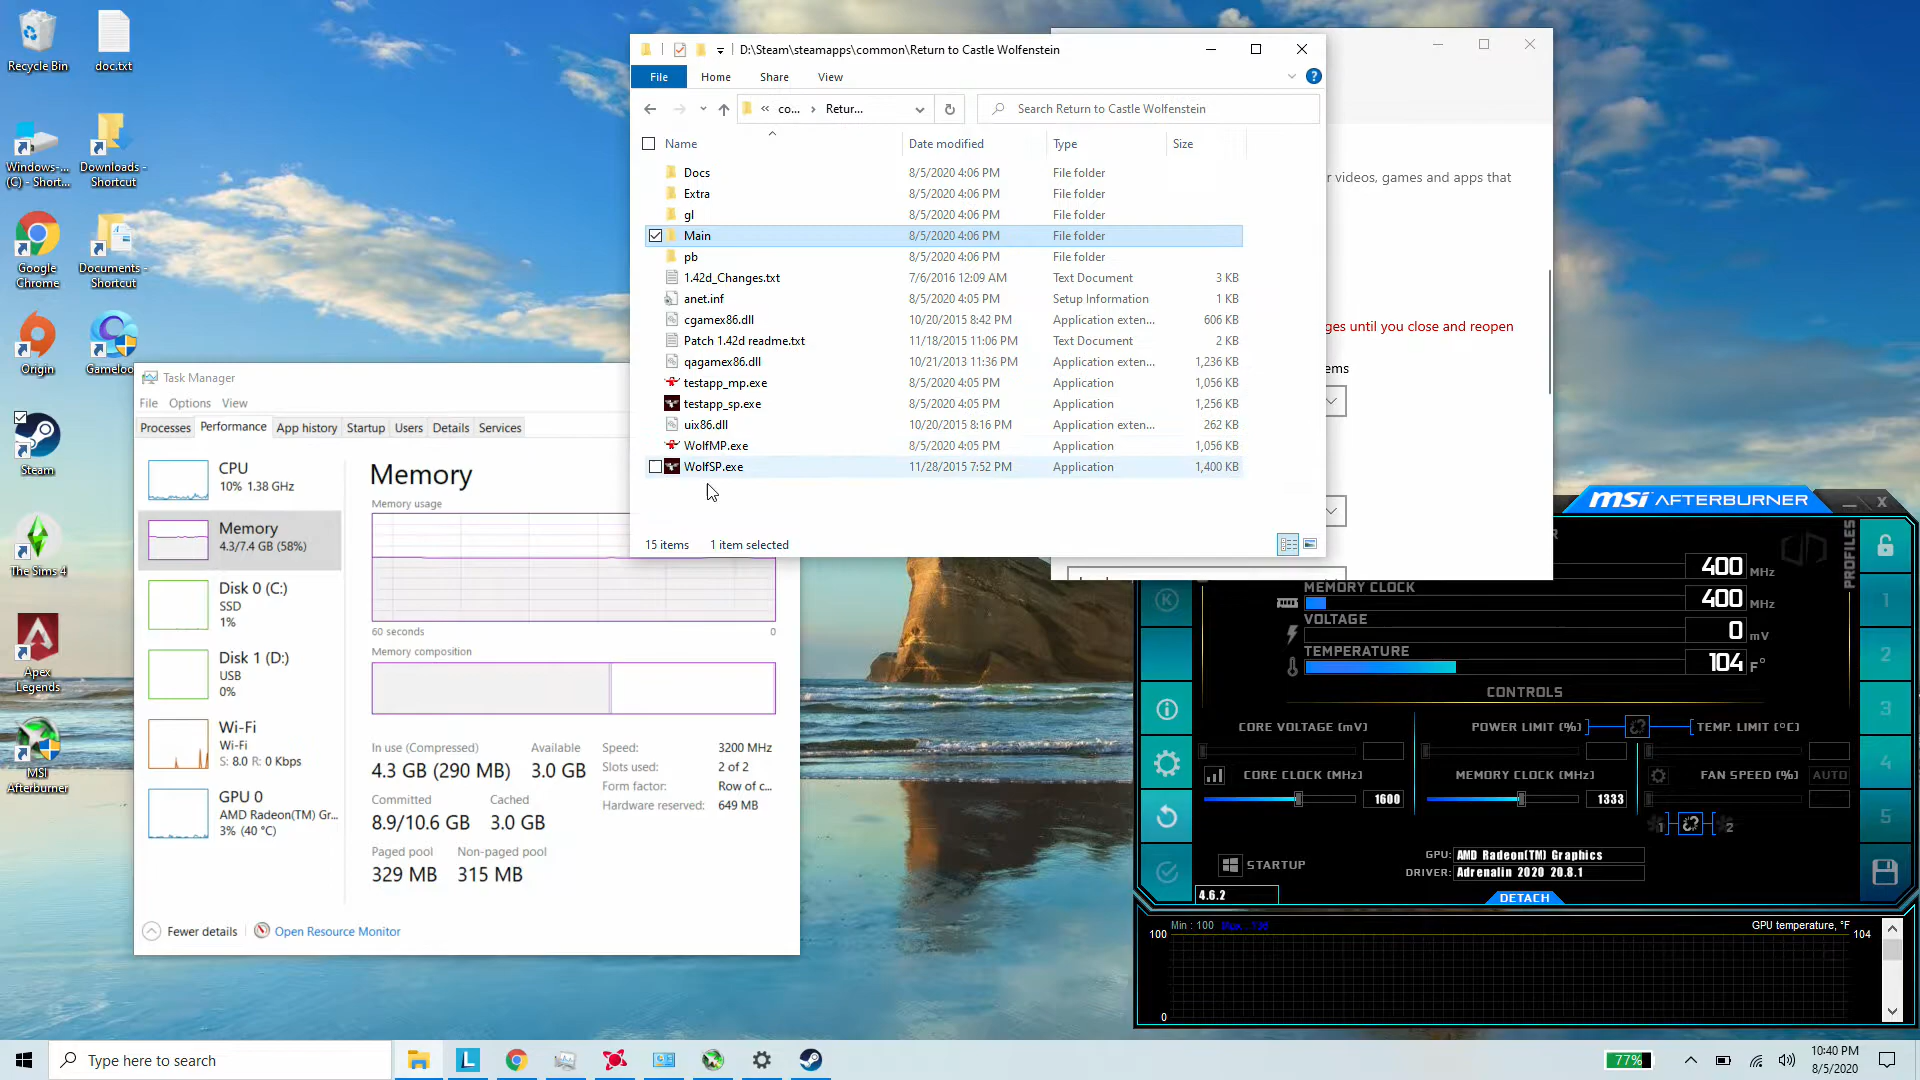 Recycle Bin
doc.txt
Windows-...
(C) - Short...
Downloads -
Shortcut
Google
Chrome
Documents -
Shortcut
Origin
Steam
The Sims 4
Apex
Legends
MSI
Afterburner
D:\Steam\steamapps\common\Return to Castle Wolfenstein
File Home Share View
« co... › Retur...
Search Return to Castle Wolfenstein
Name Date modified Type Size
Docs 8/5/2020 4:06 PM File folder
Extra 8/5/2020 4:06 PM File folder
gl 8/5/2020 4:06 PM File folder
Main 8/5/2020 4:06 PM File folder
pb 8/5/2020 4:06 PM File folder
1.42d_Changes.txt 7/6/2016 12:09 AM Text Document 3 KB
anet.inf 8/5/2020 4:05 PM Setup Information 1 KB
cgamex86.dll 10/20/2015 8:42 PM Application exten... 606 KB
Patch 1.42d readme.txt 11/18/2015 11:06 PM Text Document 2 KB
qagamex86.dll 10/21/2013 11:36 PM Application exten... 1,236 KB
testapp_mp.exe 8/5/2020 4:05 PM Application 1,056 KB
testapp_sp.exe 8/5/2020 4:05 PM Application 1,256 KB
uix86.dll 10/20/2015 8:16 PM Application exten... 262 KB
WolfMP.exe 8/5/2020 4:05 PM Application 1,056 KB
WolfSP.exe 11/28/2015 7:52 PM Application 1,400 KB
15 items 1 item selected
r videos, games and apps that
ges until you close and reopen
ems
Task Manager
File Options View
Processes Performance App history Startup Users Details Services
CPU
10% 1.38 GHz
Memory
4.3/7.4 GB (58%)
Disk 0 (C:)
SSD
1%
Disk 1 (D:)
USB
0%
Wi-Fi
Wi-Fi
S: 8.0 R: 0 Kbps
GPU 0
AMD Radeon(TM) Gr...
3% (40 °C)
Memory
Memory usage
60 seconds 0
Memory composition
In use (Compressed) Available
4.3 GB (290 MB) 3.0 GB
Committed Cached
8.9/10.6 GB 3.0 GB
Paged pool Non-paged pool
329 MB 315 MB
Speed: 3200 MHz
Slots used: 2 of 2
Form factor: Row of c...
Hardware reserved: 649 MB
Fewer details Open Resource Monitor
msi AFTERBURNER
PROFILES
400 MHz
MEMORY CLOCK
400 MHz
VOLTAGE
0 mV
TEMPERATURE
104 F°
CONTROLS
CORE VOLTAGE (mV) POWER LIMIT (%) TEMP. LIMIT (°C)
CORE CLOCK (MHz) MEMORY CLOCK (MHz) FAN SPEED (%) AUTO
1600 1333
1 2
K
i
1
2
3
4
5
STARTUP
GPU: AMD Radeon(TM) Graphics
DRIVER: Adrenalin 2020 20.8.1
4.6.2
DETACH
Min : 100
GPU temperature, °F
100 104
0
Type here to search
L
77%
10:40 PM
8/5/2020